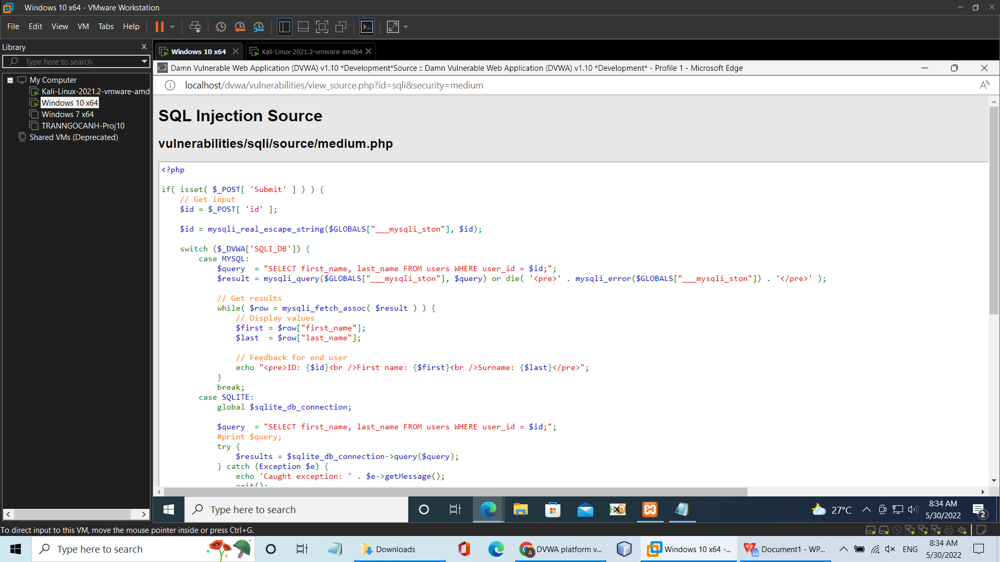 Windows 10 x64 - VMware Workstation
File Edit View VM Tabs Help
Library
Type here to search
My Computer
Kali-Linux-2021.2-vmware-amd
Windows 10 x64
Windows 7 x64
TRANNGOCANH-Proj10
Shared VMs (Deprecated)
Windows 10 x64 Kali-Linux-2021.2-vmware-amd64
Damn Vulnerable Web Application (DVWA) v1.10 *Development*Source :: Damn Vulnerable Web Application (DVWA) v1.10 *Development* - Profile 1 - Microsoft Edge
localhost/dvwa/vulnerabilities/view_source.php?id=sqli&security=medium
SQL Injection Source
vulnerabilities/sqli/source/medium.php
<?php
if( isset( $_POST[ 'Submit' ] ) ) {
// Get input
$id = $_POST[ 'id' ];
$id = mysqli_real_escape_string($GLOBALS["___mysqli_ston"], $id);
switch ($_DVWA['SQLI_DB']) {
case MYSQL:
$query  = "SELECT first_name, last_name FROM users WHERE user_id = $id;";
$result = mysqli_query($GLOBALS["___mysqli_ston"], $query) or die( '<pre>' . mysqli_error($GLOBALS["___mysqli_ston"]) . '</pre>' );
// Get results
while( $row = mysqli_fetch_assoc( $result ) ) {
// Display values
$first = $row["first_name"];
$last  = $row["last_name"];
// Feedback for end user
echo "<pre>ID: {$id}<br />First name: {$first}<br />Surname: {$last}</pre>";
}
break;
case SQLITE:
global $sqlite_db_connection;
$query  = "SELECT first_name, last_name FROM users WHERE user_id = $id;";
#print $query;
try {
$results = $sqlite_db_connection->query($query);
} catch (Exception $e) {
echo 'Caught exception: ' . $e->getMessage();
exit();
Type here to search
27°C
8:34 AM
5/30/2022
2
To direct input to this VM, move the mouse pointer inside or press Ctrl+G.
Type here to search
Downloads
DVWA platform v...
Windows 10 x64 -...
Document1 - WP...
ENG
8:34 AM
5/30/2022